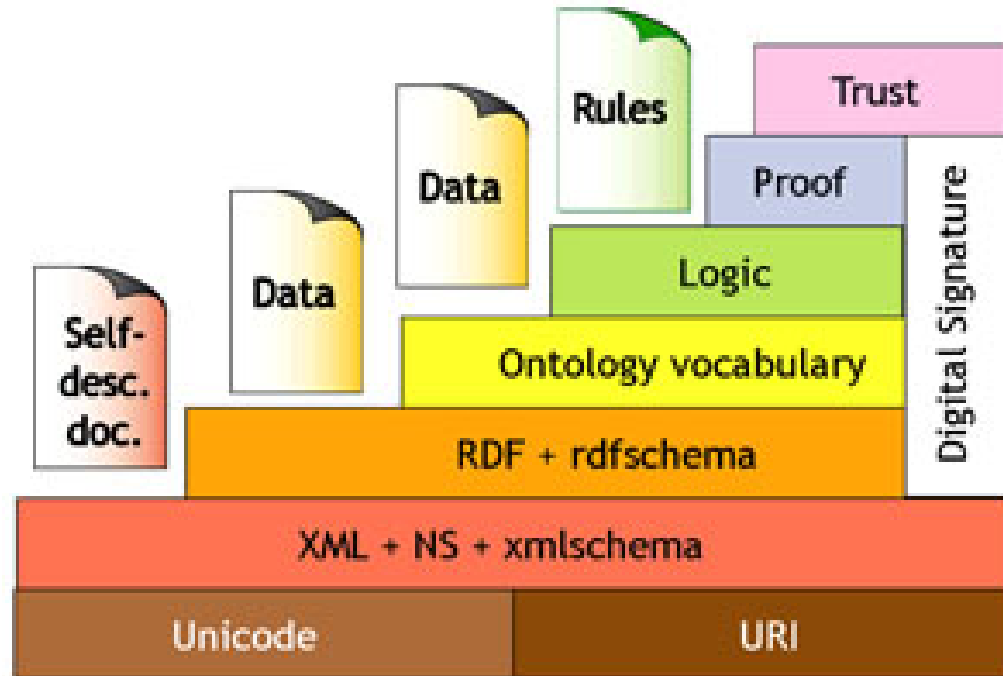 Rules
Trust
Data
Proof
Data
Logic
Self-
desc.
doc.
Ontology vocabulary
Digital Signature
RDF + rdfschema
XML + NS + xmlschema
Unicode
URI